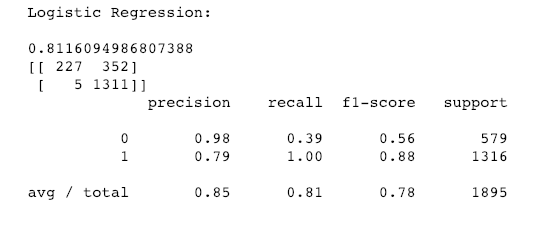 Logistic Regression:
0.8116094986807388
[[ 227  352]
 [   5 1311]]
precision recall f1-score support
0 0.98 0.39 0.56 579
1 0.79 1.00 0.88 1316
avg / total 0.85 0.81 0.78 1895